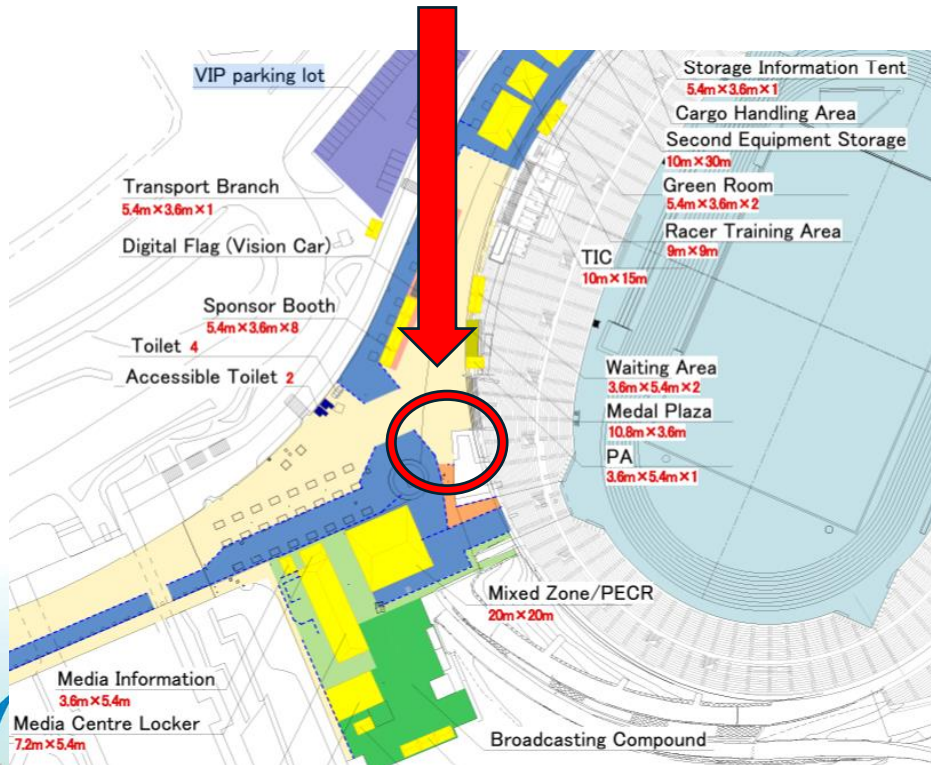 VIP parking lot
Transport Branch
5.4m×3.6m×1
Digital Flag (Vision Car)
Sponsor Booth
5.4m×3.6m×8
Toilet 4
Accessible Toilet 2
Storage Information Tent
5.4m×3.6m×1
Cargo Handling Area
Second Equipment Storage
10m×30m
Green Room
5.4m×3.6m×2
Racer Training Area
9m×9m
TIC
10m×15m
Waiting Area
3.6m×5.4m×2
Medal Plaza
10.8m×3.6m
PA
3.6m×5.4m×1
Mixed Zone/PECR
20m×20m
Media Information
3.6m×5.4m
Media Centre Locker
7.2m×5.4m
Broadcasting Compound